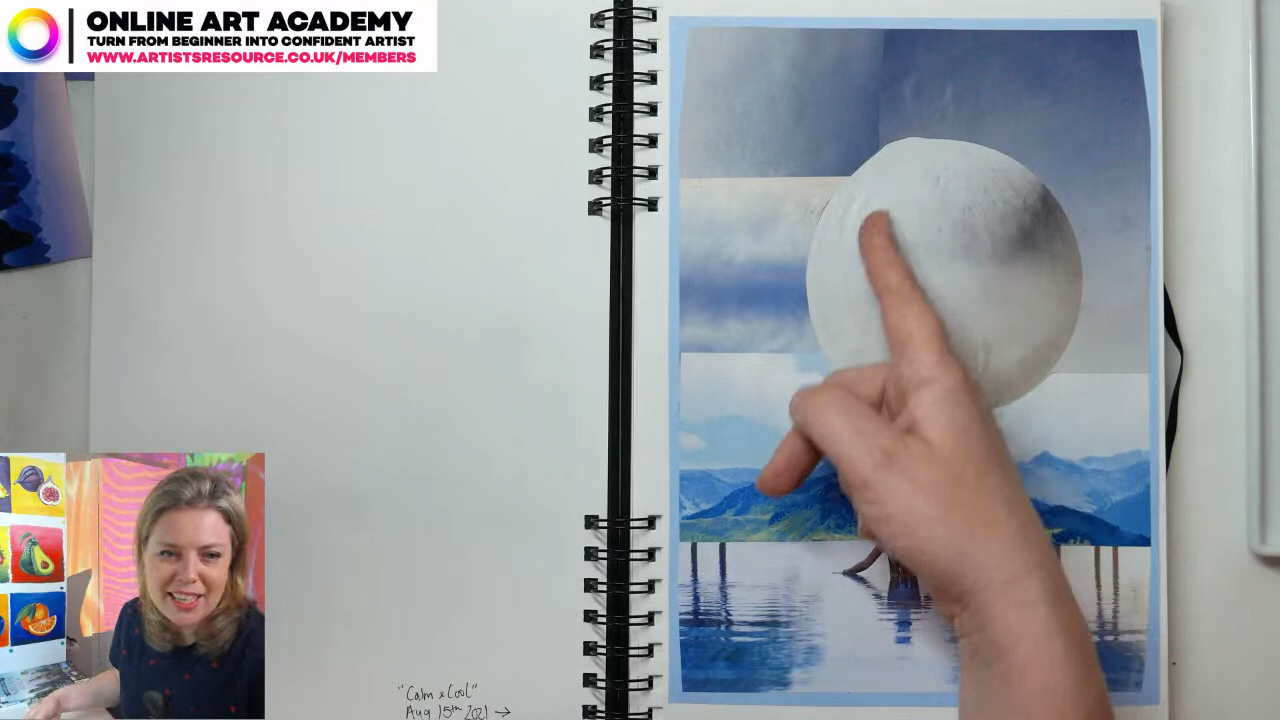 ONLINE ART ACADEMY
TURN FROM BEGINNER INTO CONFIDENT ARTIST
WWW.ARTISTSRESOURCE.CO.UK/MEMBERS
"Calm & Cool"
Aug 15th 2021 →